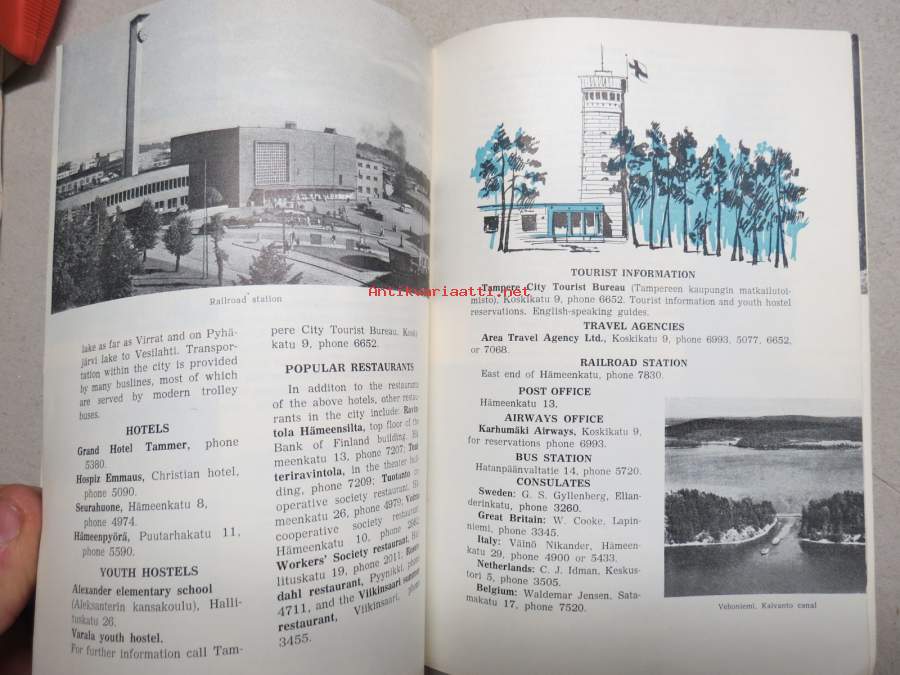 Railroad station
lake as far as Virrat and on Pyhä-
järvi lake to Vesilahti. Transpor-
tation within the city is provided
by many buslines, most of which
are served by modern trolley
buses.
HOTELS
Grand Hotel Tammer, phone
5380.
Hospiz Emmaus, Christian hotel,
phone 5090.
Seurahuone, Hämeenkatu 8,
phone 4974.
Hämeenpyörä, Puutarhakatu 11,
phone 5590.
YOUTH HOSTELS
Alexander elementary school
(Aleksanterin kansakoulu), Halli-
tuskatu 26.
Varala youth hostel.
For further information call Tam-
pere City Tourist Bureau, Kosk
katu 9, phone 6652.
POPULAR RESTAURANTS
In additon to the restaurants
of the above hotels, other restau-
rants in the city include: Ravin
tola Hämeensilta, top floor of the
Bank of Finland building, Hä
meenkatu 13, phone 7207;
teriravintola, in the theater buil
ding, phone 7209; Tuotanto co
operative society restaurant, Hä
meenkatu 26, phone 4979;
cooperative society restaurant
Hämeenkatu 10, phone
Workers' Society restaurant,
lituskatu 19, phone 2011;
dahl restaurant, Pyynikki, phone
4711, and the Viikinsaari summer
restaurant, Viikinsaari, phone
3455.
TOURIST INFORMATION
Tampere City Tourist Bureau (Tampereen kaupungin matkailutoi-
misto), Koskikatu 9, phone 6652. Tourist information and youth hostel
reservations. English-speaking guides.
TRAVEL AGENCIES
Area Travel Agency Ltd., Koskikatu 9, phone 6993, 5077, 6652,
or 7068.
RAILROAD STATION
East end of Hämeenkatu, phone 7830.
POST OFFICE
Hämeenkatu 13.
AIRWAYS OFFICE
Karhumäki Airways, Koskikatu 9,
for reservations phone 6993.
BUS STATION
Hatanpäänvaltatie 14, phone 5720.
CONSULATES
Sweden: G. S. Gyllenberg, Ellan-
derinkatu, phone 3260.
Great Britain: W. Cooke, Lapin-
niemi, phone 3345.
Italy: Väinö Nikander, Hämeen-
katu 29, phone 4900 or 5433.
Netherlands: C. J. Idman, Keskus-
tori 5, phone 3505.
Belgium: Waldemar Jensen, Sata-
makatu 17, phone 7520.
Vehoniemi, Kaivanto canal
Antikvariaatti.net